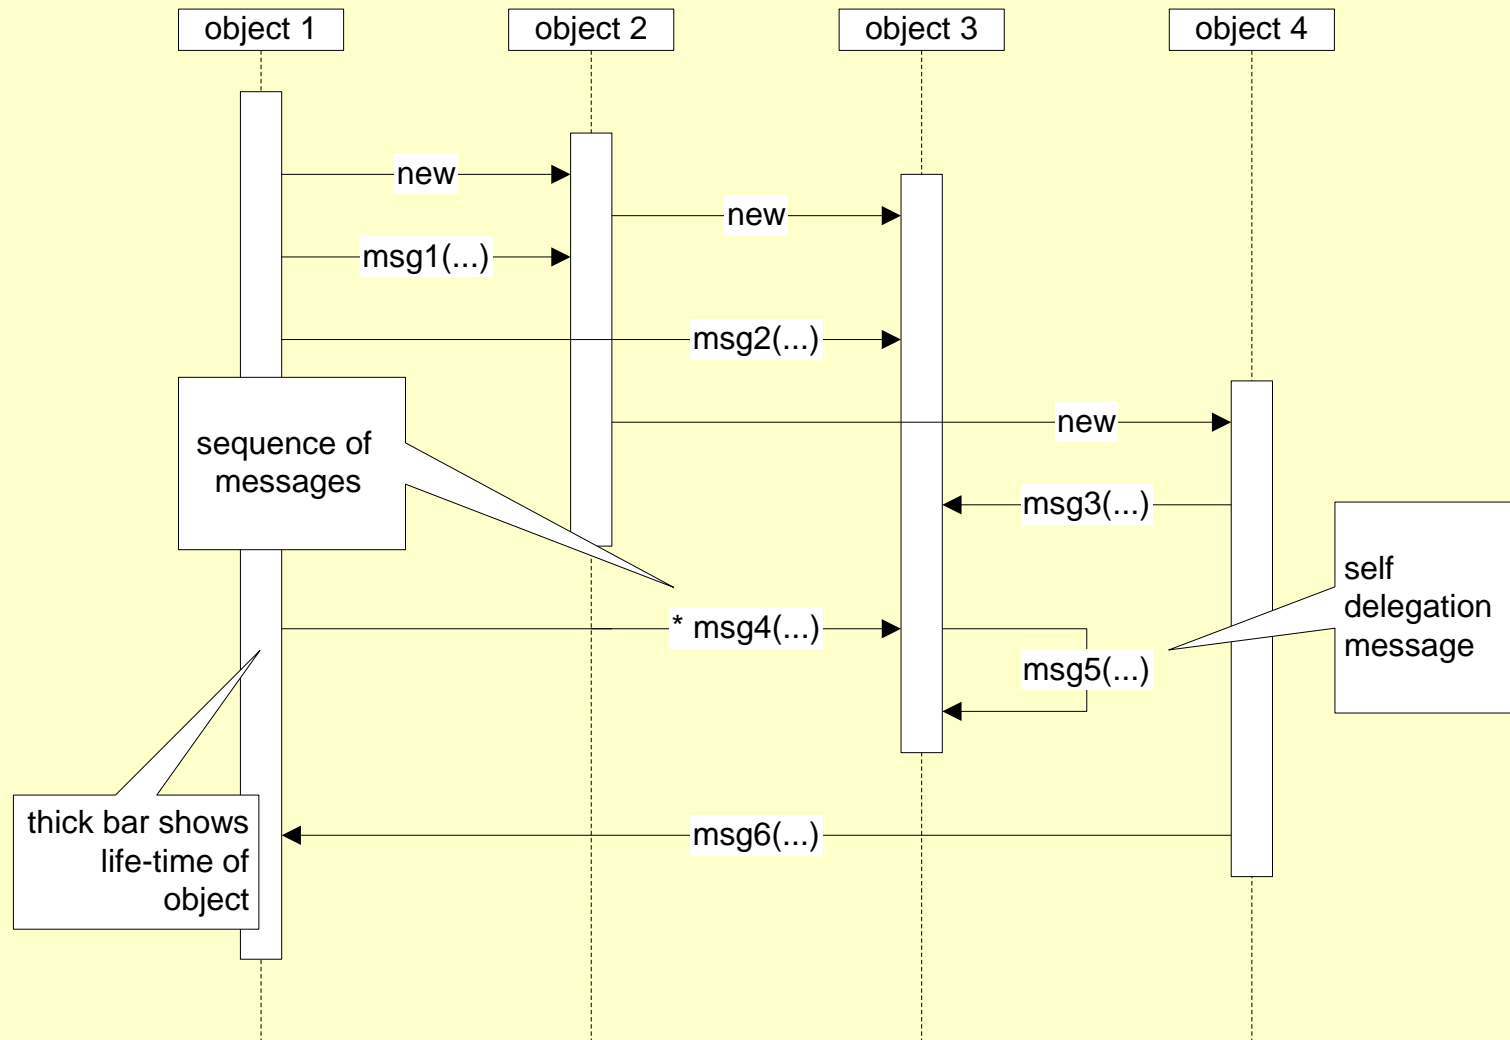 object 1
object 2
object 3
object 4
new
new
msg1(...)
msg2(...)
sequence of
messages
new
msg3(...)
self
delegation
message
* msg4(...)
msg5(...)
thick bar shows
life-time of
object
msg6(...)